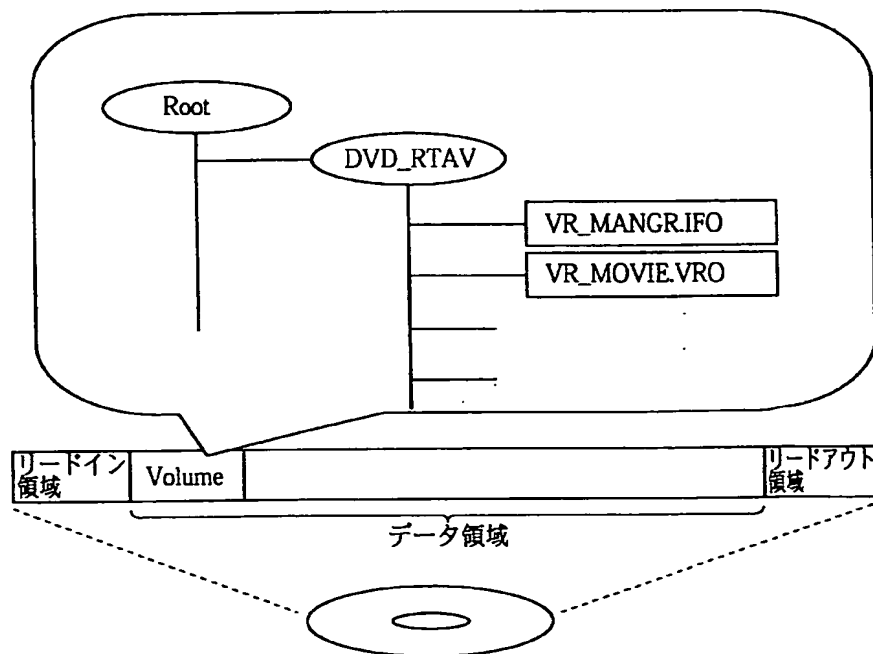 Root
DVD_RTAV
VR_MANGR.IFO
VR_MOVIE.VRO
リードイン
領域
Volume
リードアウト
領域
データ領域